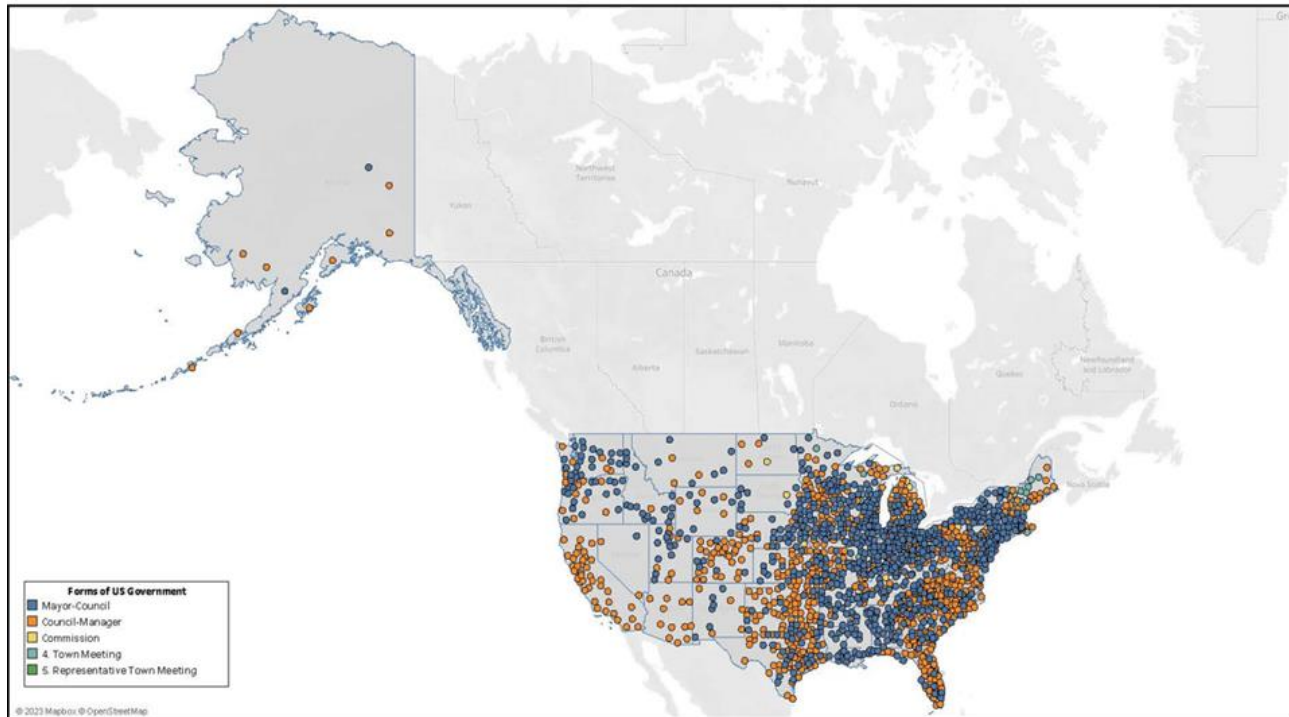 Gr
Northwest
Territories
Nunavut
Yukon
Canada
British
Columbia
Alberta
Saskatchewan
Manitoba
Ontario
Quebec
Newfoundland
and Labrador
Nova Scotia
Forms of US Government
Mayor-Council
Council-Manager
Commission
4. Town Meeting
5. Representative Town Meeting
© 2023 Mapbox © OpenStreetMap